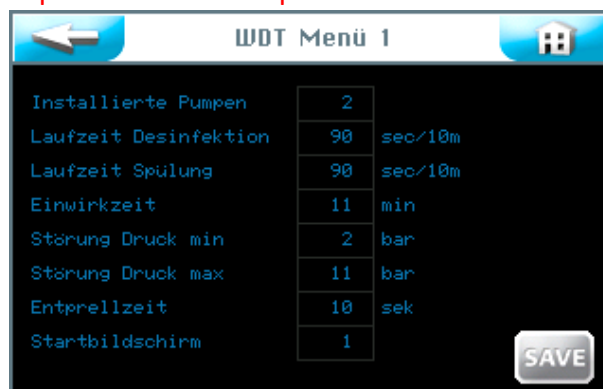 WDT Menü 1
Installierte Pumpen 2
Laufzeit Desinfektion 90 sec/10m
Laufzeit Spülung 90 sec/10m
Einwirkzeit 11 min
Störung Druck min 2 bar
Störung Druck max 11 bar
Entprellzeit 10 sek
Startbildschirm 1
SAVE